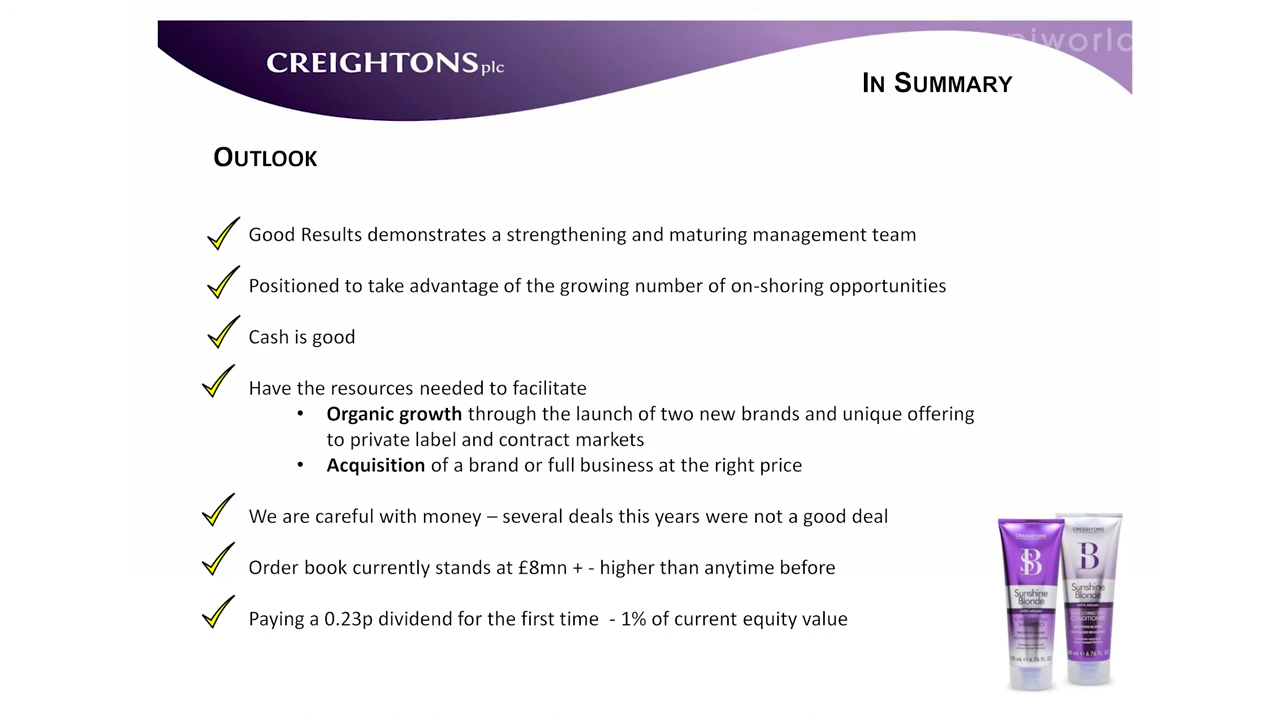 piworld
CREIGHTONS plc
IN SUMMARY
OUTLOOK
Good Results demonstrates a strengthening and maturing management team
Positioned to take advantage of the growing number of on-shoring opportunities
Cash is good
Have the resources needed to facilitate
• Organic growth through the launch of two new brands and unique offering
to private label and contract markets
• Acquisition of a brand or full business at the right price
We are careful with money – several deals this years were not a good deal
Order book currently stands at £8mn + - higher than anytime before
Paying a 0.23p dividend for the first time - 1% of current equity value
CREIGHTONS
SB
Sunshine
Blonde
CREIGHTONS
B
Sunshine
Blonde
CONDITIONER